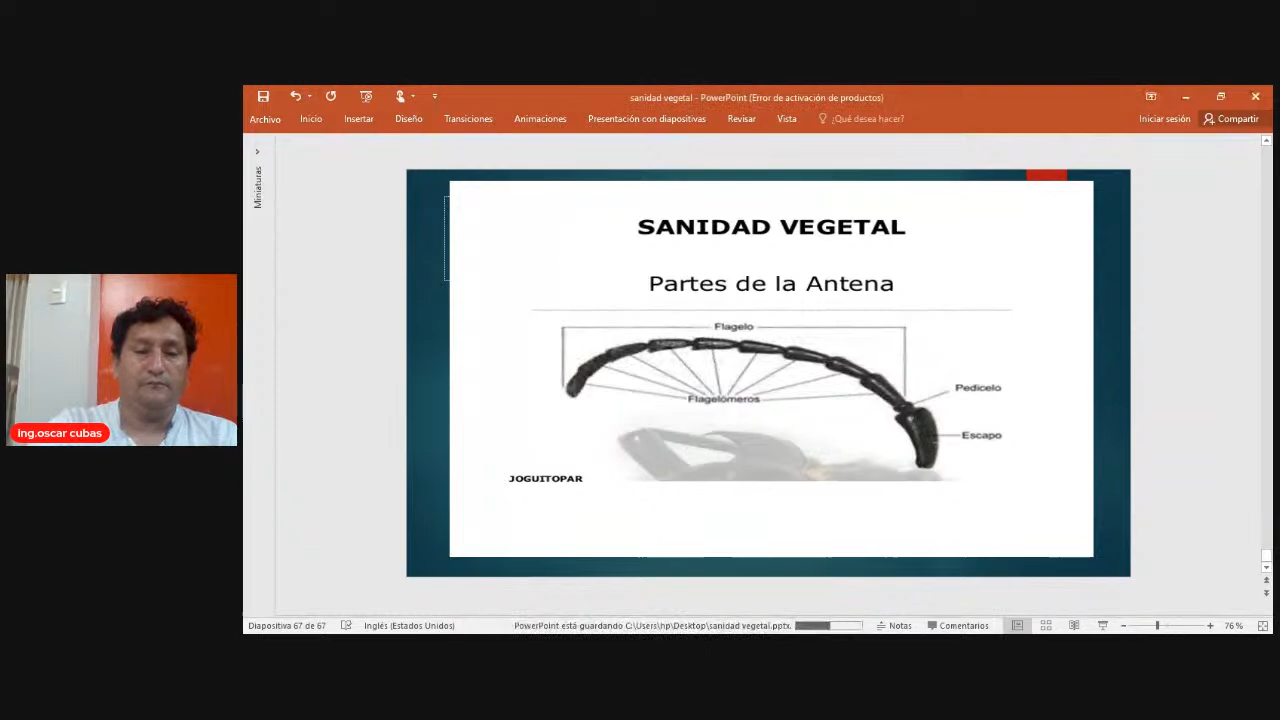 sanidad vegetal - PowerPoint (Error de activación de productos)
Archivo Inicio Insertar Diseño Transiciones Animaciones Presentación con diapositivas Revisar Vista ¿Qué desea hacer? Iniciar sesión Compartir
Miniaturas
SANIDAD VEGETAL
Partes de la Antena
Flagelo
Pedicelo
Flagelómeros
Escapo
JOGUITOPAR
ing.oscar cubas
Diapositiva 67 de 67 Inglés (Estados Unidos) PowerPoint está guardando C:\Users\hp\Desktop\sanidad vegetal.pptx. Notas Comentarios 76 %